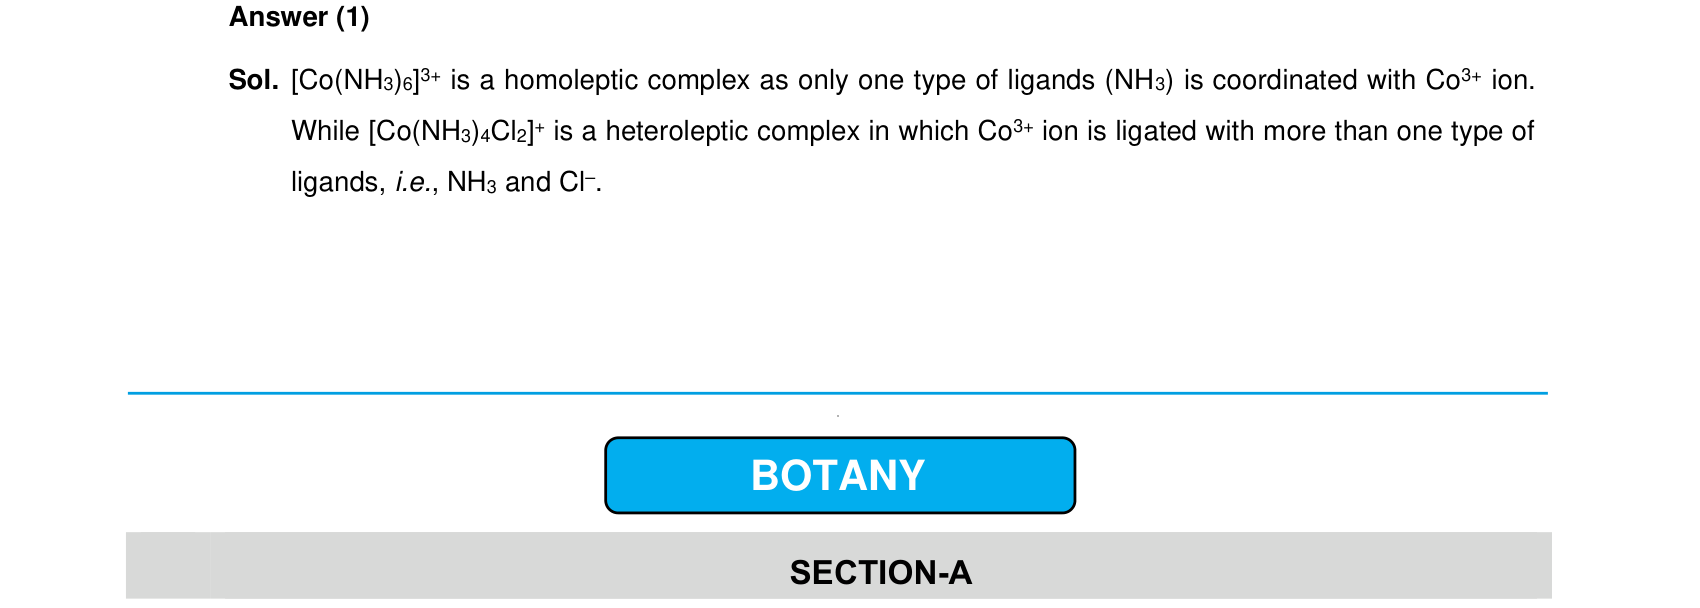 Answer (1)
Sol. [Co(NH₃)₆]³⁺ is a homoleptic complex as only one type of ligands (NH₃) is coordinated with Co³⁺ ion.
While [Co(NH₃)₄Cl₂]⁺ is a heteroleptic complex in which Co³⁺ ion is ligated with more than one type of
ligands, i.e., NH₃ and Cl⁻.
BOTANY
SECTION-A